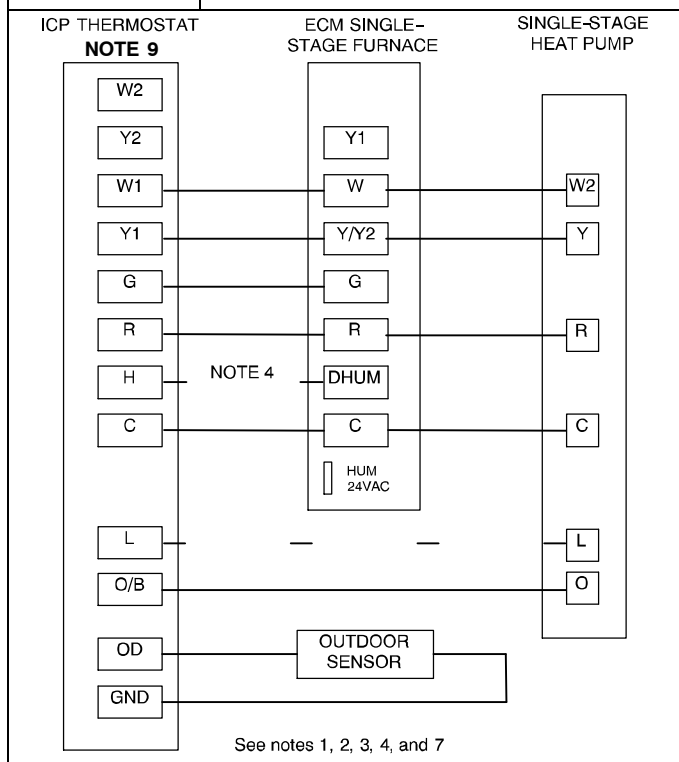 ICP THERMOSTAT
NOTE 9
ECM SINGLE-
STAGE FURNACE
SINGLE-STAGE
HEAT PUMP
W2
Y2 Y1
W1 W W2
Y1 Y/Y2 Y
G G
R R R
H NOTE 4 DHUM
C C C
HUM
24VAC
L L
O/B O
OD
OUTDOOR
SENSOR
GND
See notes 1, 2, 3, 4, and 7